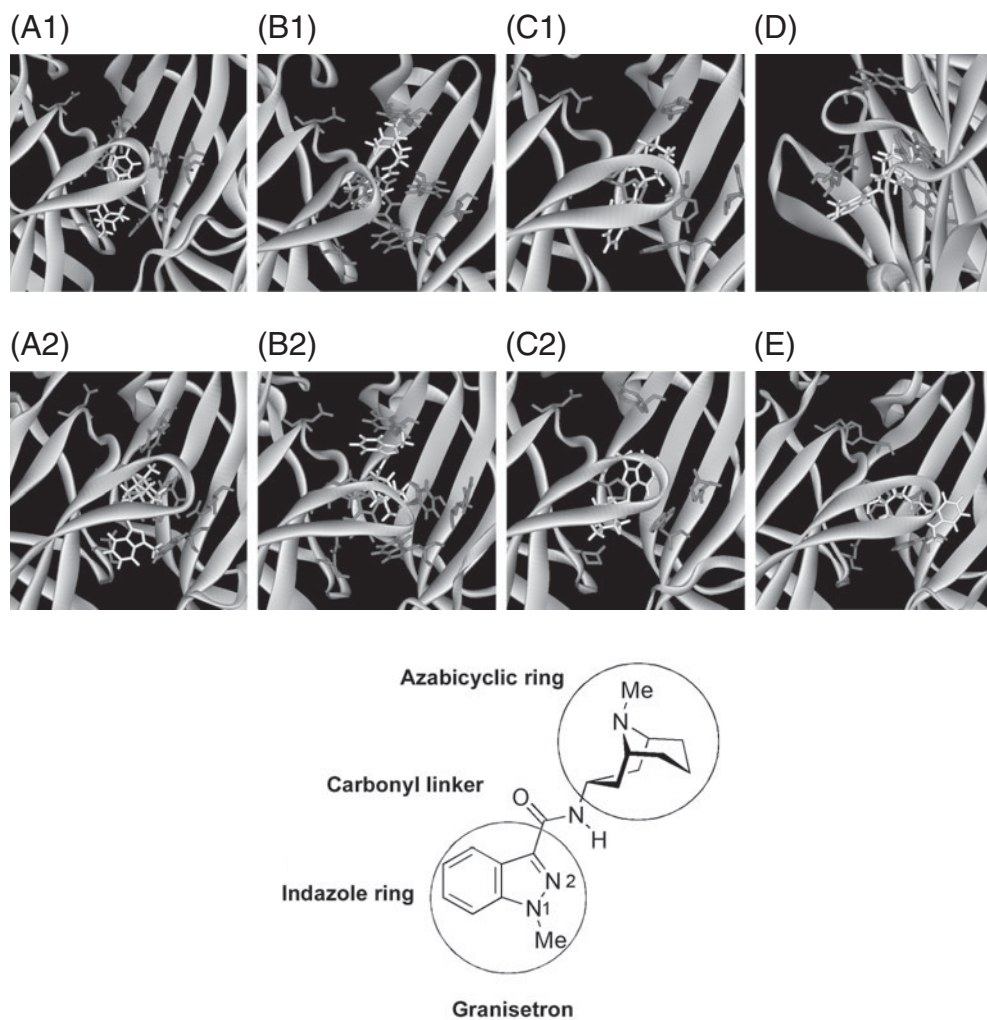 (A1) (B1) (C1) (D)
(A2) (B2) (C2) (E)
Azabicyclic ring
Me
N
Carbonyl linker
O
N
H
Indazole ring
N 2
N1
Me
Granisetron